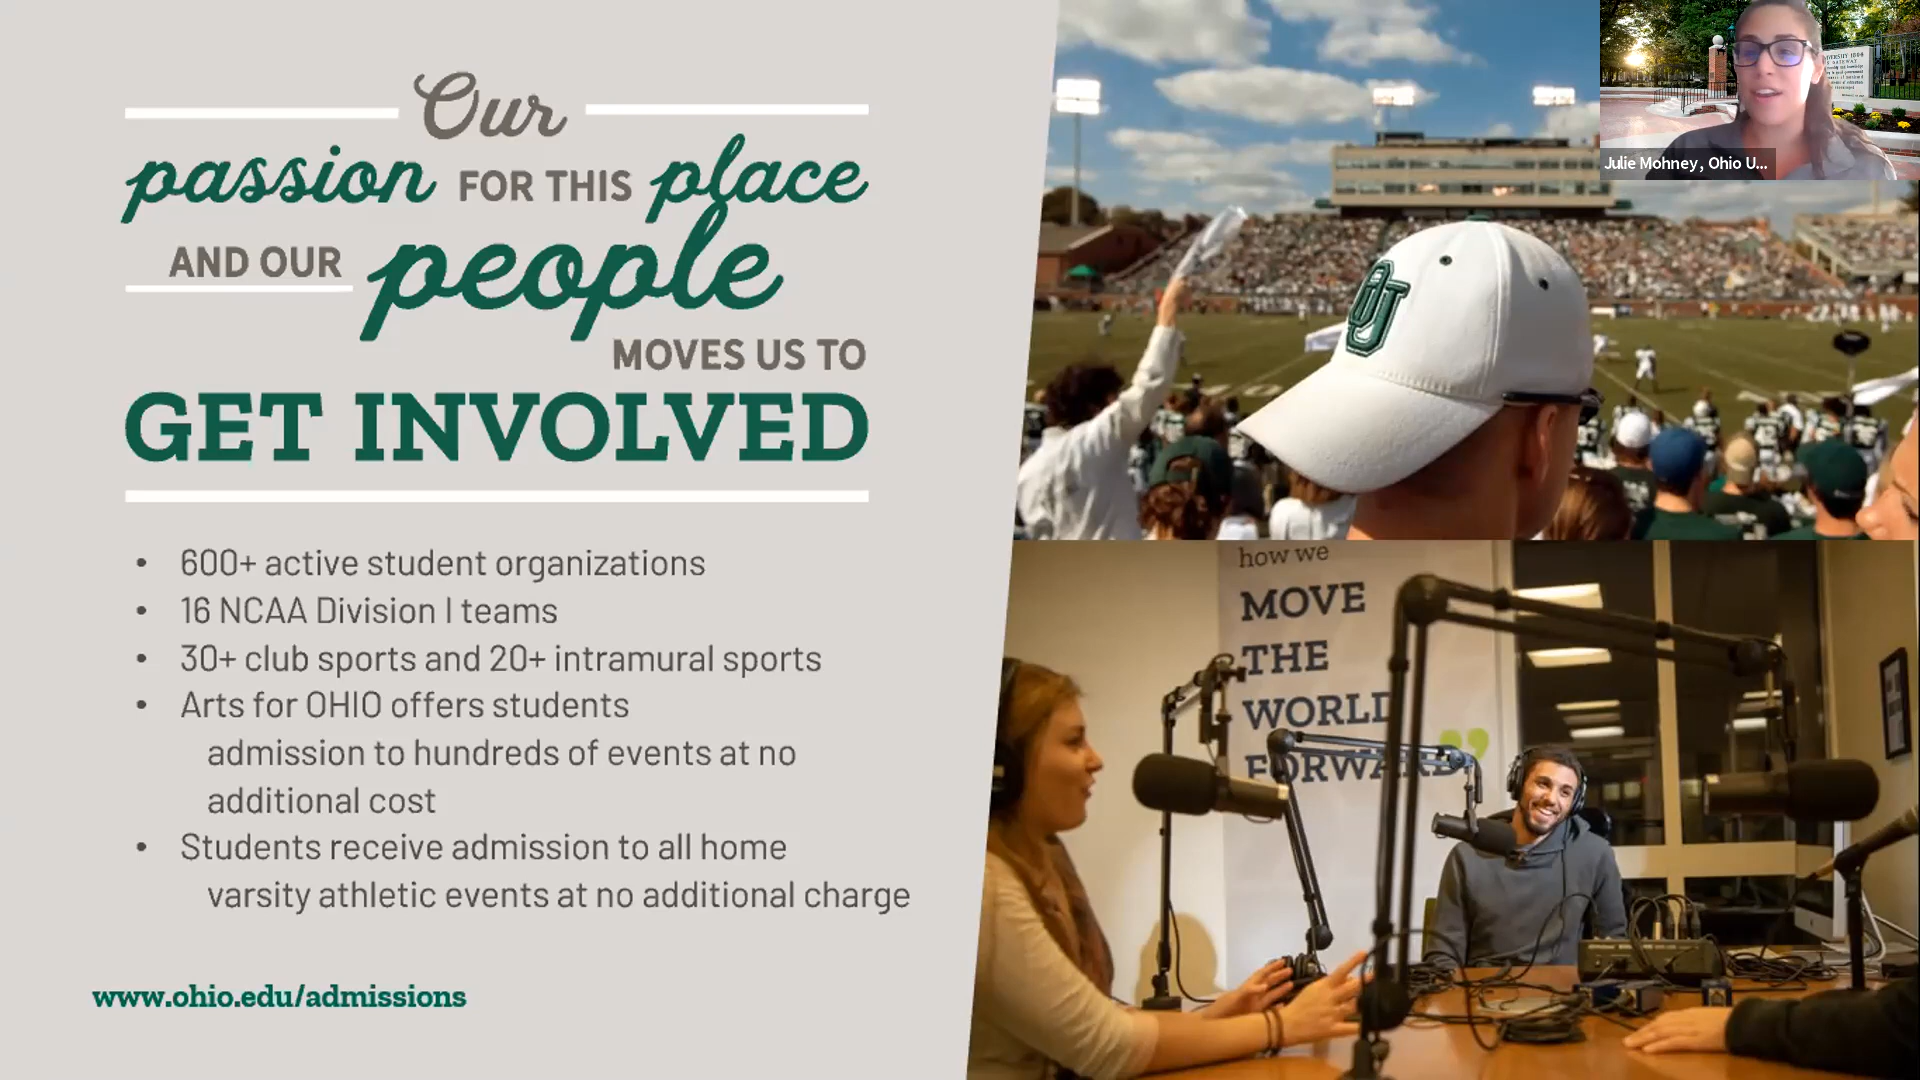 Our
passion FOR THIS place
AND OUR people
MOVES US TO
GET INVOLVED
• 600+ active student organizations
• 16 NCAA Division I teams
• 30+ club sports and 20+ intramural sports
• Arts for OHIO offers students
admission to hundreds of events at no
additional cost
• Students receive admission to all home
varsity athletic events at no additional charge
www.ohio.edu/admissions
OU
how we
MOVE
THE
WORLD
FORWARD.”
Julie Mohney, Ohio U...